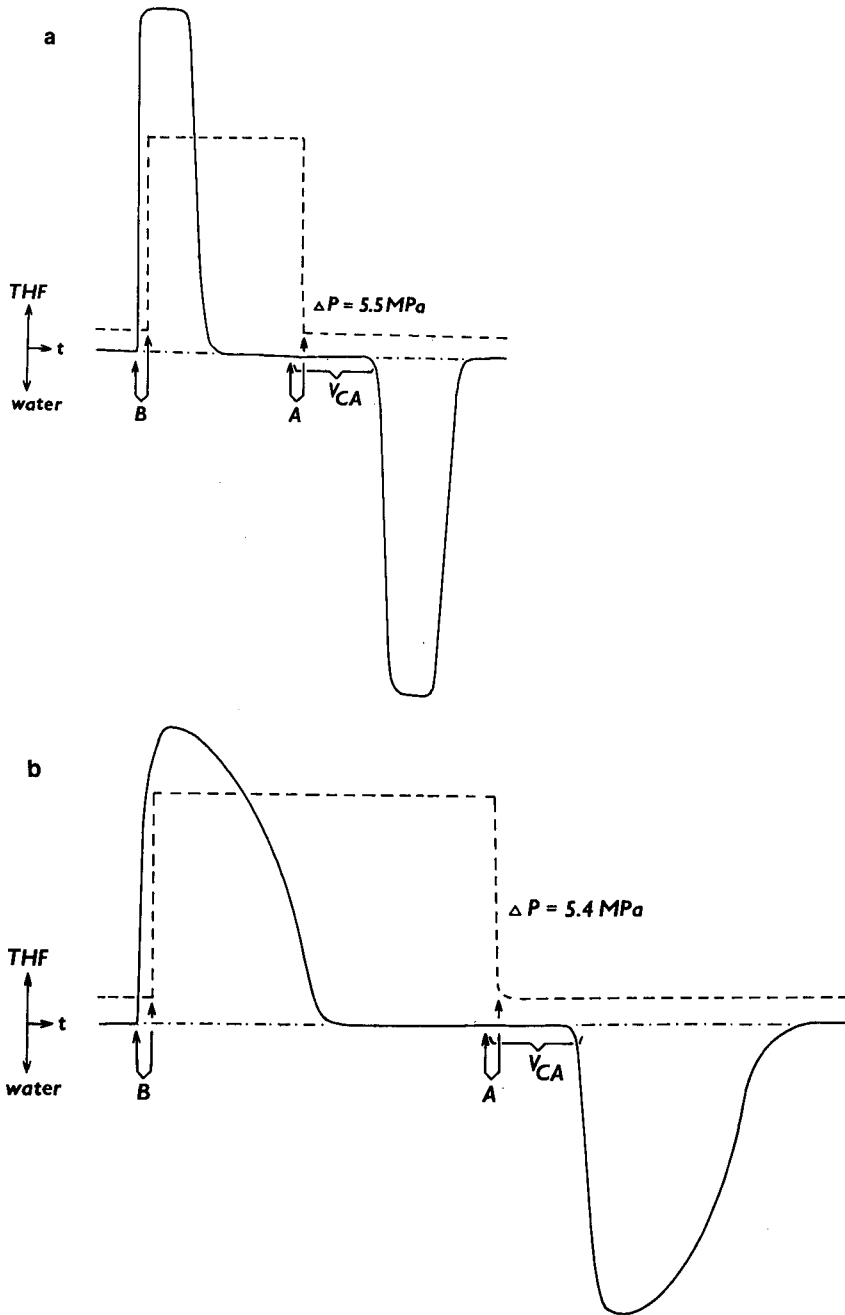 a
THF
t
water
ΔP = 5.5 MPa
B
A
V_CA
b
THF
t
water
ΔP = 5.4 MPa
B
A
V_CA